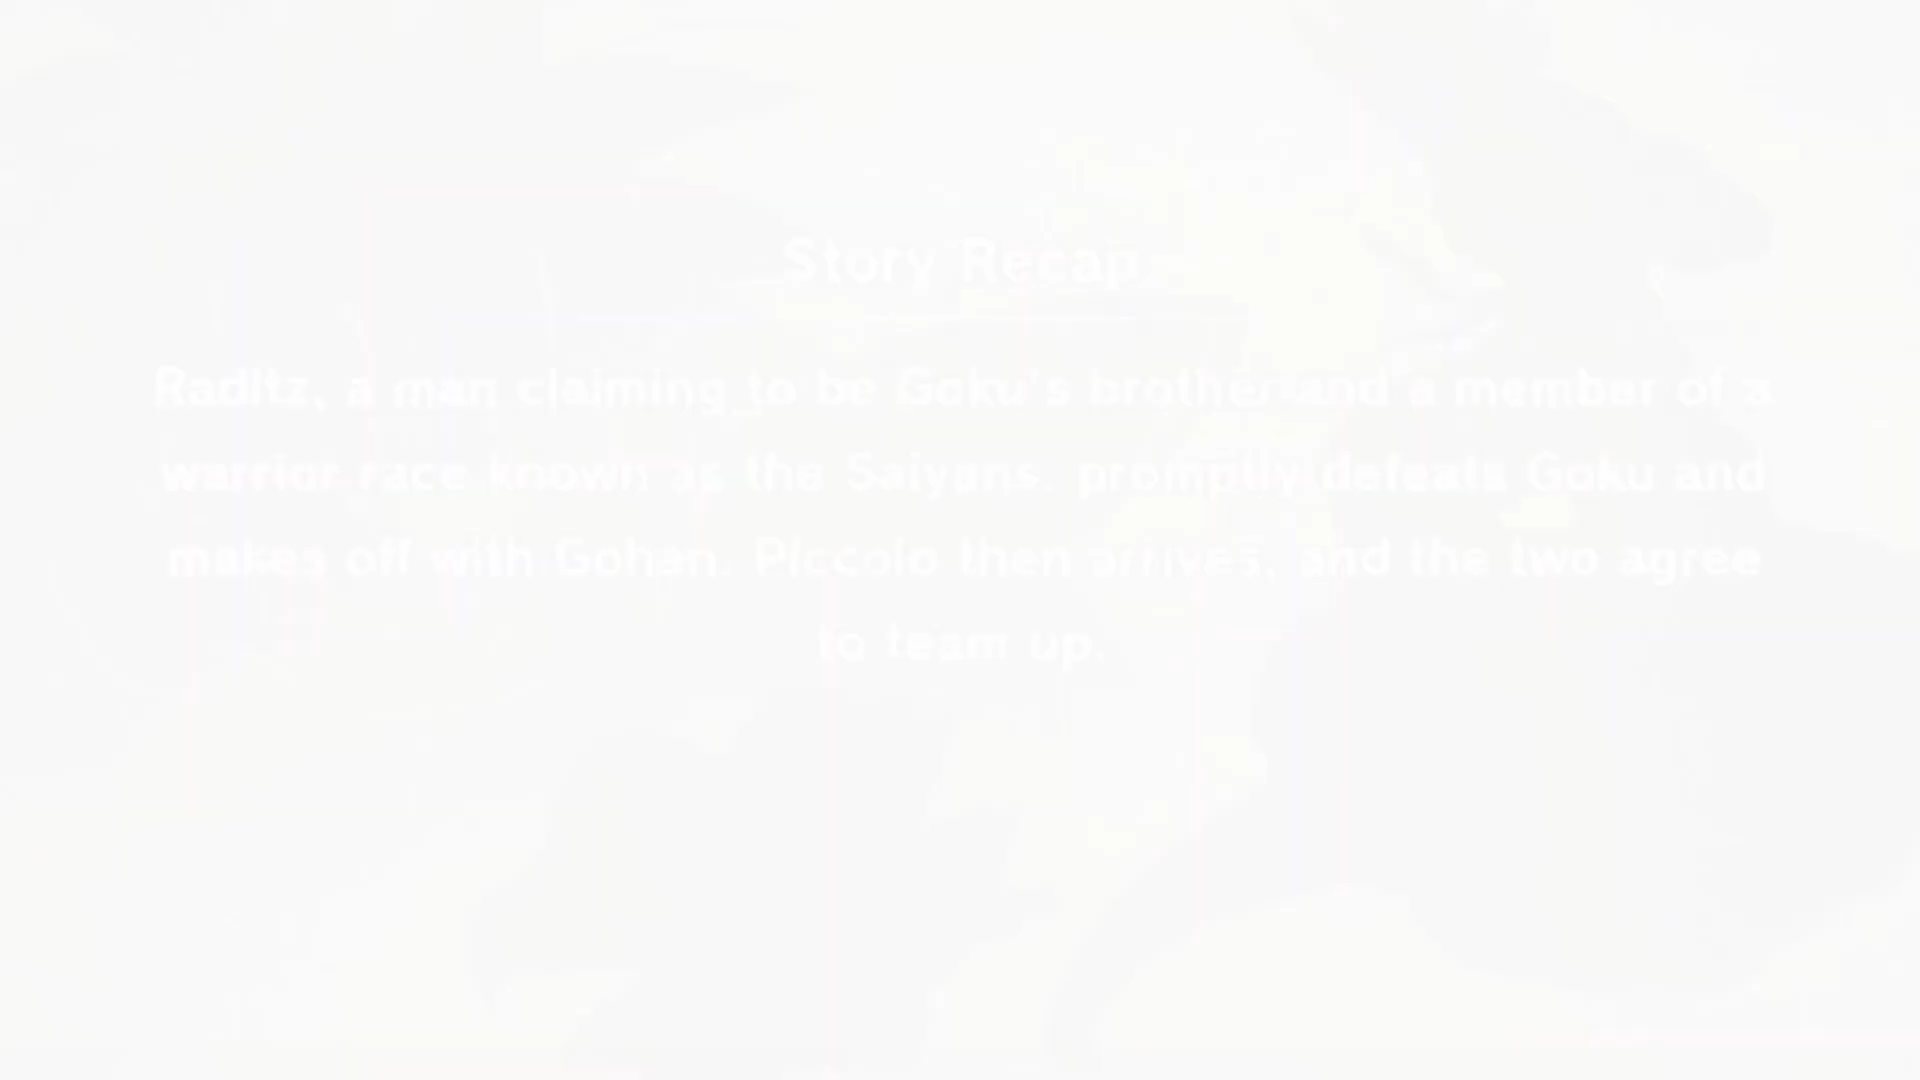 Story Recap
Raditz, a man claiming to be Goku's brother and a member of a
warrior race known as the Saiyans, promptly defeats Goku and
makes off with Gohan. Piccolo then arrives, and the two agree
to team up.